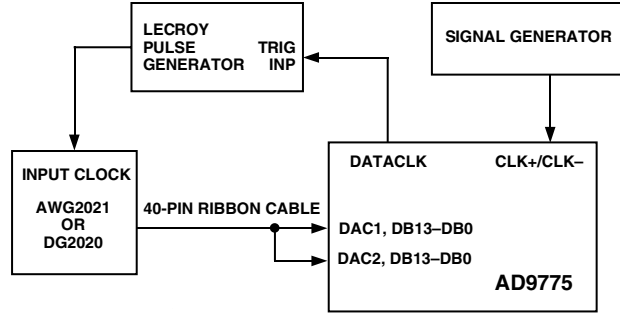 LECROY
PULSE
GENERATOR
TRIG
INP
SIGNAL GENERATOR
INPUT CLOCK
AWG2021
OR
DG2020
40-PIN RIBBON CABLE
DATACLK
CLK+/CLK–
DAC1, DB13–DB0
DAC2, DB13–DB0
AD9775